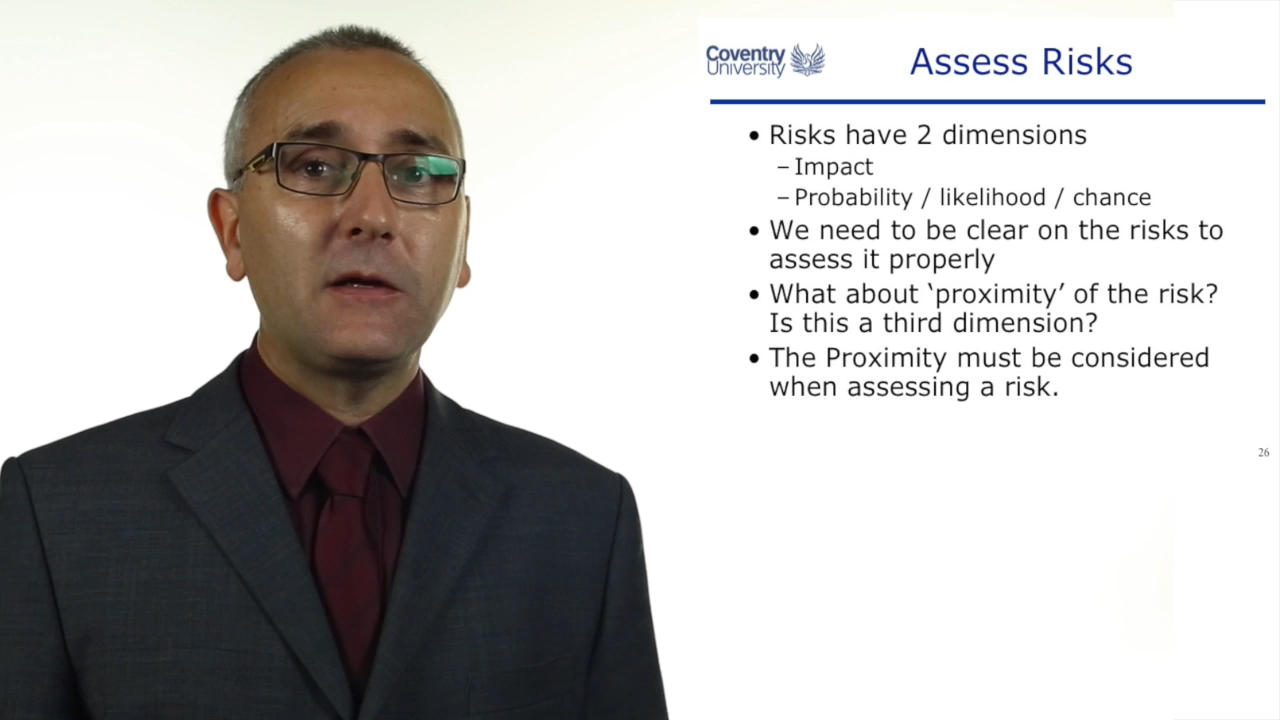 Coventry
University
Assess Risks
• Risks have 2 dimensions
– Impact
– Probability / likelihood / chance
• We need to be clear on the risks to
assess it properly
• What about ‘proximity’ of the risk?
Is this a third dimension?
• The Proximity must be considered
when assessing a risk.
26